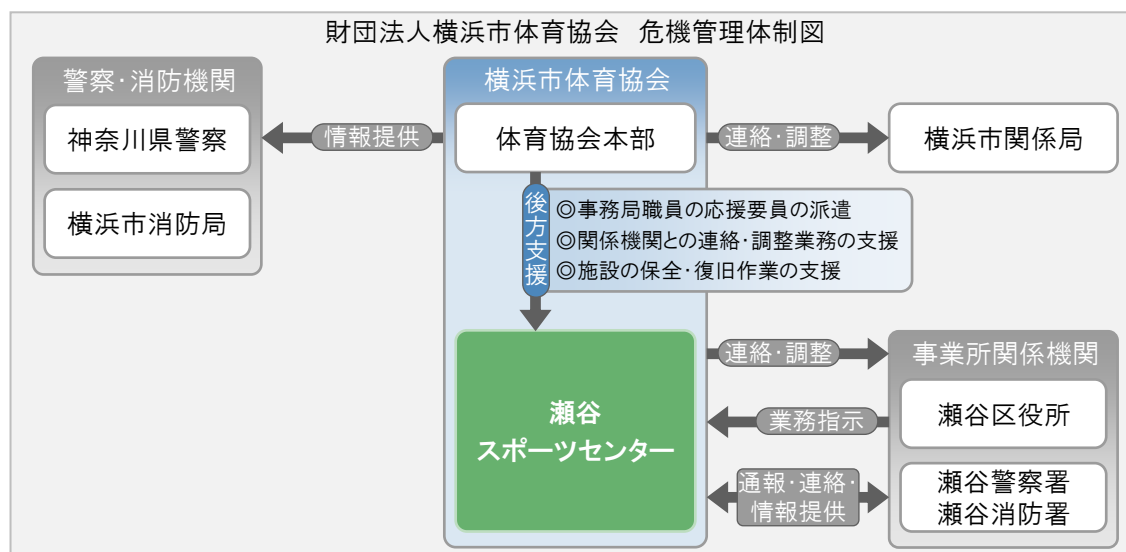 財団法人横浜市体育協会 危機管理体制図
警察・消防機関
神奈川県警察
横浜市消防局
情報提供
横浜市体育協会
体育協会本部
連絡・調整
横浜市関係局
後方支援
◎事務局職員の応援要員の派遣
◎関係機関との連絡・調整業務の支援
◎施設の保全・復旧作業の支援
瀬谷
スポーツセンター
連絡・調整
業務指示
通報・連絡・
情報提供
事業所関係機関
瀬谷区役所
瀬谷警察署
瀬谷消防署